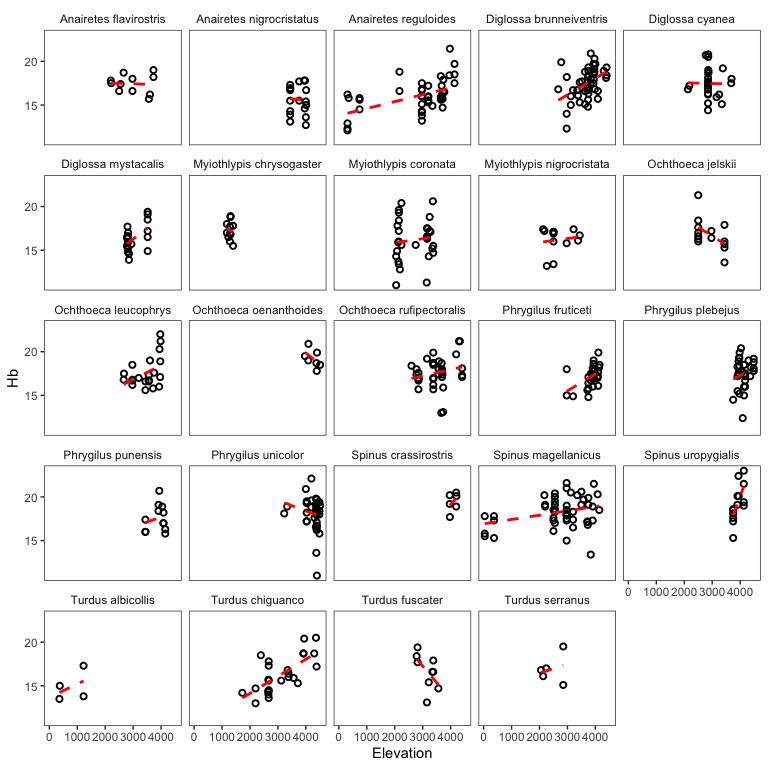 Anairetes flavirostris Anairetes nigrocristatus Anairetes reguloides Diglossa brunneiventris Diglossa cyanea
20
15
Diglossa mystacalis Myiothlypis chrysogaster Myiothlypis coronata Myiothlypis nigrocristata Ochthoeca jelskii
20
15
Ochthoeca leucophrys Ochthoeca oenanthoides Ochthoeca rufipectoralis Phrygilus fruticeti Phrygilus plebejus
20
15
Hb
Phrygilus punensis Phrygilus unicolor Spinus crassirostris Spinus magellanicus Spinus uropygialis
20
15
0 1000 2000 3000 4000
Turdus albicollis Turdus chiguanco Turdus fuscater Turdus serranus
20
15
0 1000 2000 3000 4000 0 1000 2000 3000 4000 0 1000 2000 3000 4000 0 1000 2000 3000 4000
Elevation